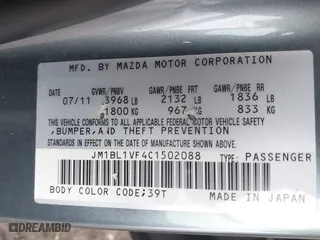 MFD. BY MAZDA MOTOR CORPORATION
GVWR/PNBV GAWR/PNBE FRT GAWR/PNBE RR
07/11 3968 LB 2132 LB 1836 LB
1800 KG 967 KG 833 KG
THIS VEHICLE CONFORMS TO ALL APPLICABLE
FEDERAL MOTOR VEHICLE SAFETY,
BUMPER, AND THEFT PREVENTION
STANDARDS IN EFFECT ON THE DATE OF
MANUFACTURE SHOWN ABOVE.
JM1BL1VF4C1502088 TYPE: PASSENGER
BODY COLOR CODE;39T MADE IN JAPAN
DREAMBID